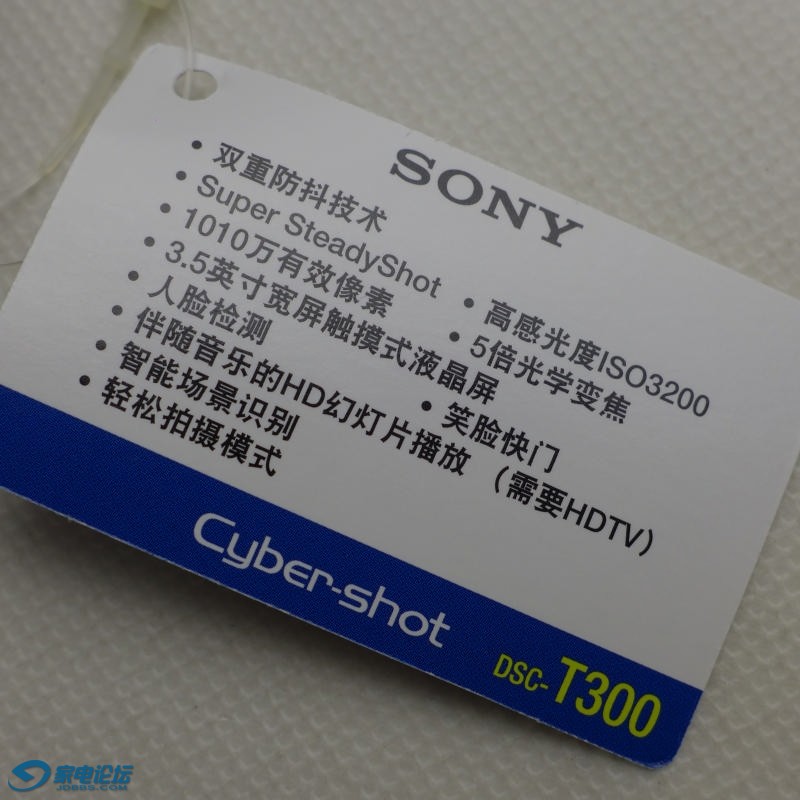 SONY
• 双重防抖技术
• Super SteadyShot
• 1010万有效像素 • 高感光度ISO3200
• 3.5英寸宽屏触摸式液晶屏 • 5倍光学变焦
• 人脸检测
• 伴随音乐的HD幻灯片播放 (需要HDTV)
• 智能场景识别 • 笑脸快门
• 轻松拍摄模式
Cyber-shot
DSC-T300
家电论坛
JDBBS.COM